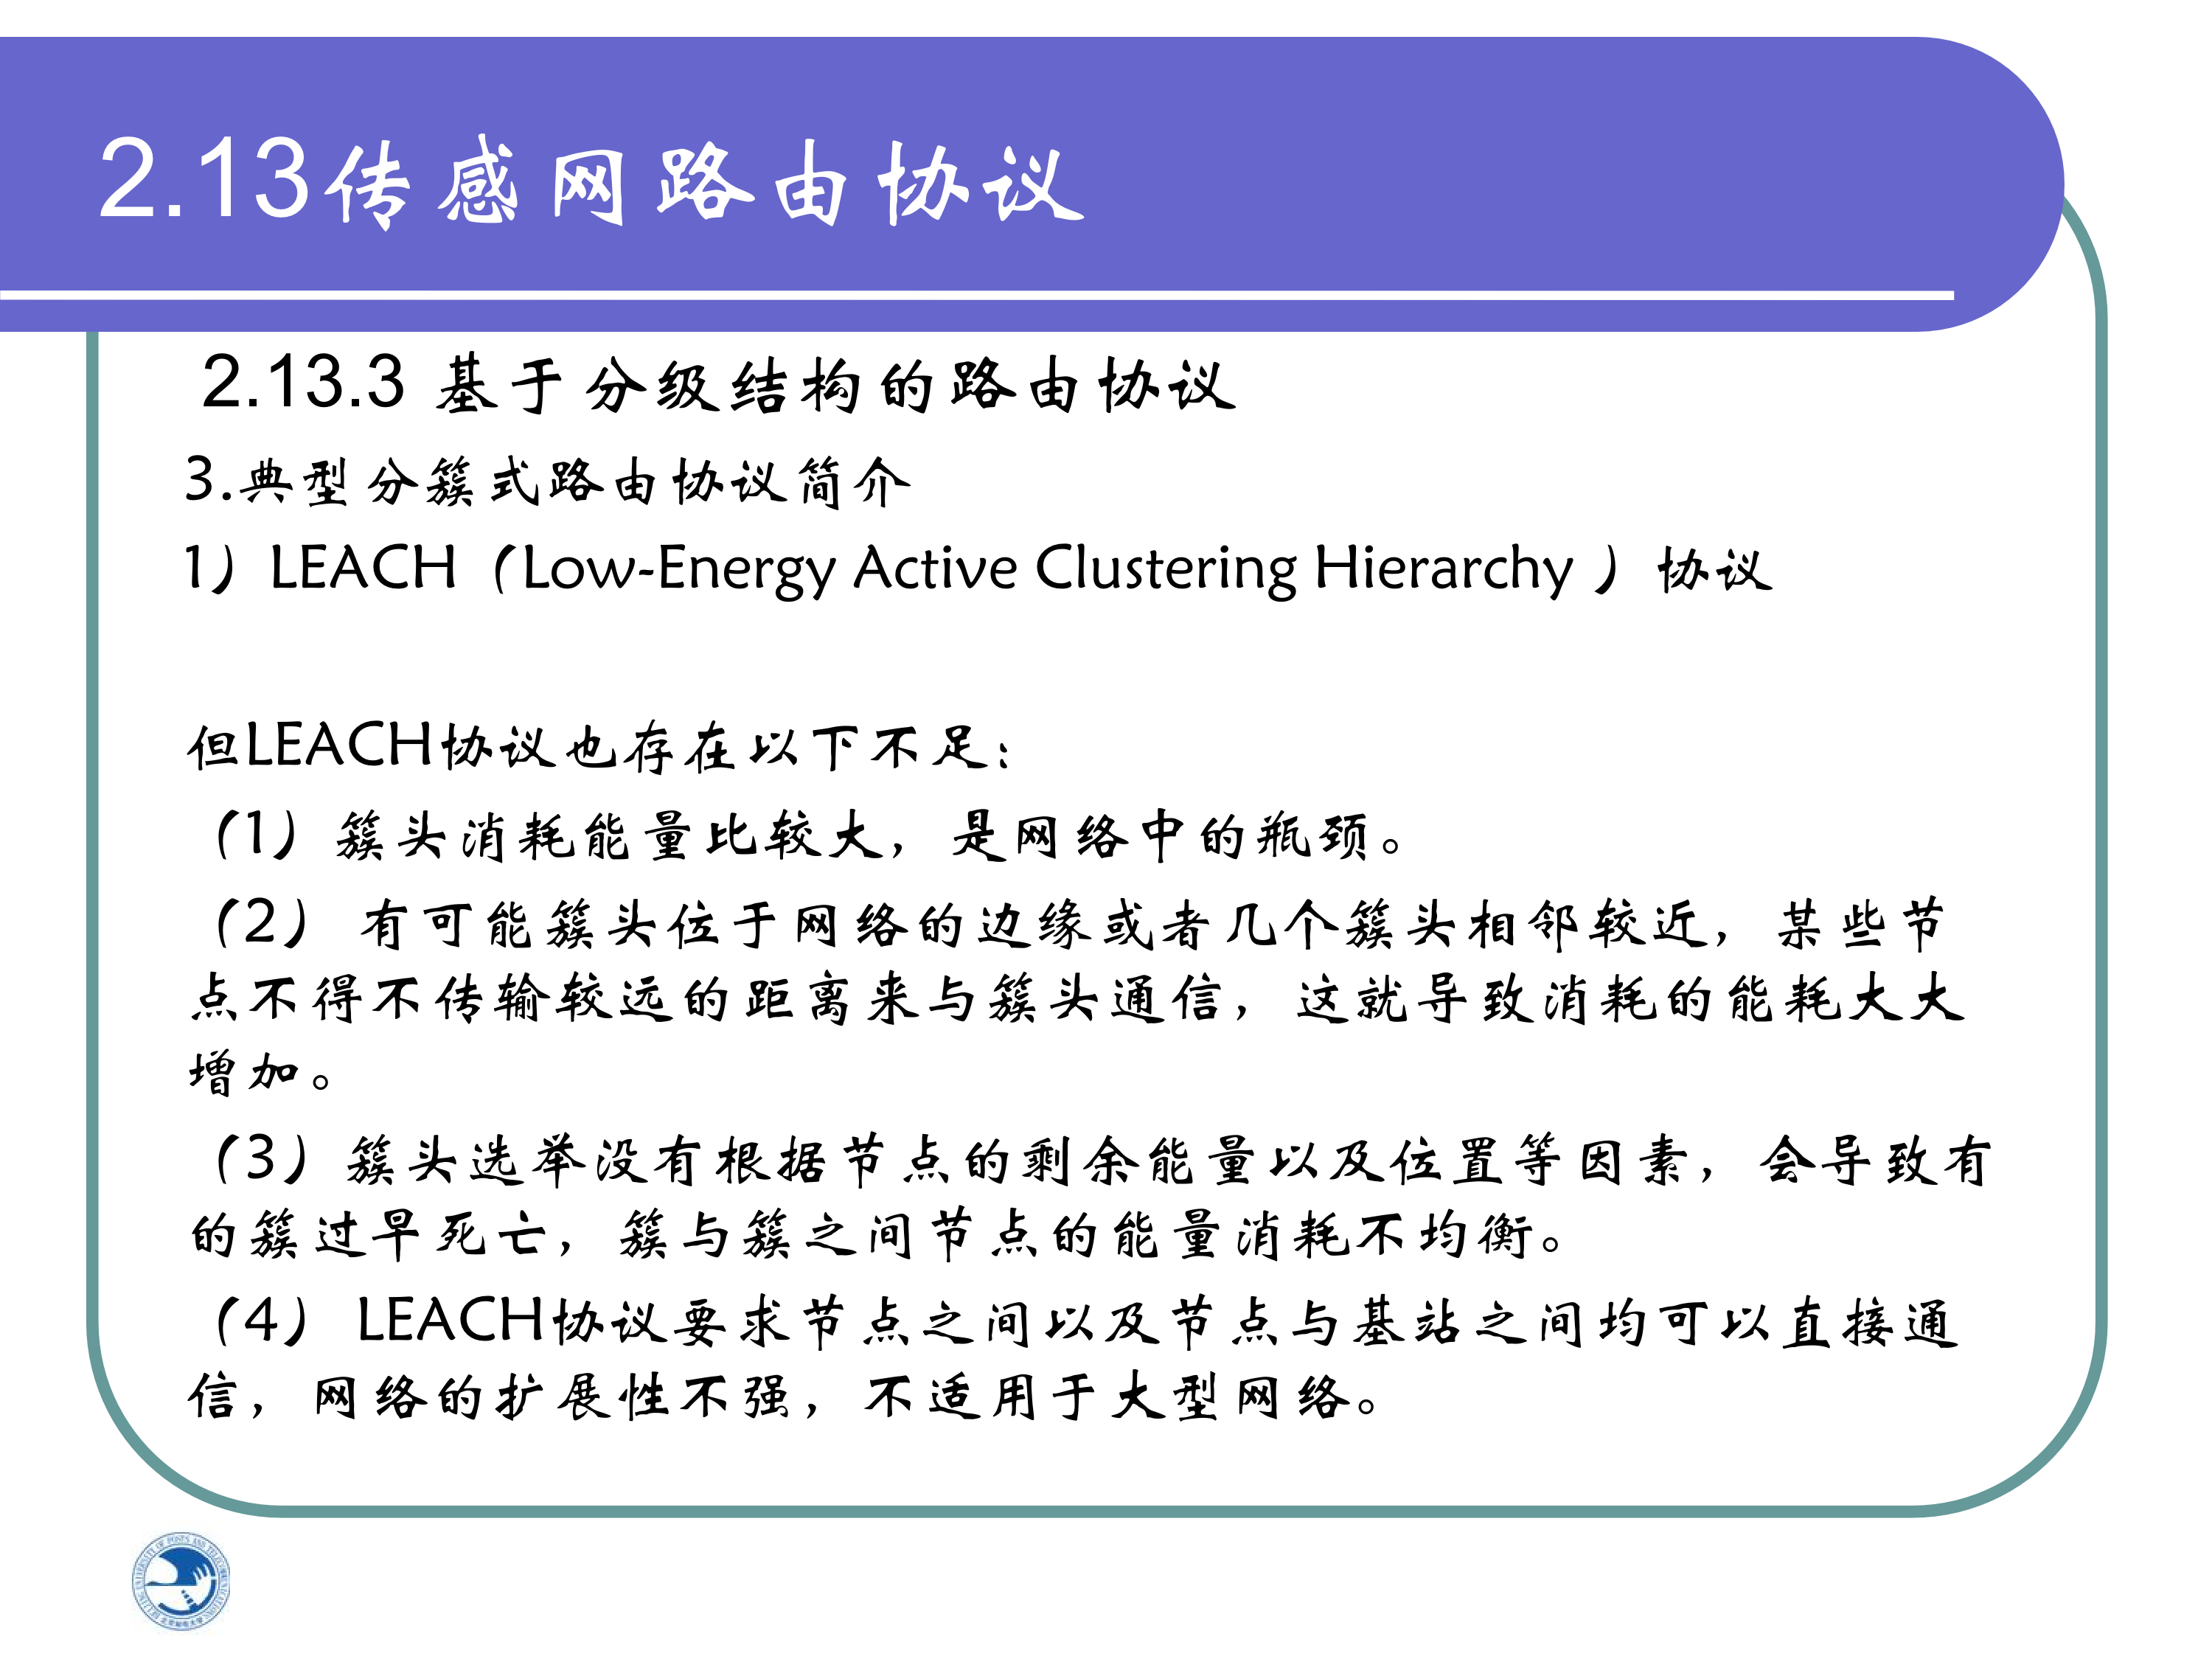 2.13传感网路由协议
2.13.3 基于分级结构的路由协议
3.典型分簇式路由协议简介
1）LEACH（Low-Energy Active Clustering Hierarchy ）协议
但LEACH协议也存在以下不足：
（1）簇头消耗能量比较大，是网络中的瓶颈。
（2） 有可能簇头位于网络的边缘或者几个簇头相邻较近，某些节
点不得不传输较远的距离来与簇头通信，这就导致消耗的能耗大大
增加。
（3）簇头选举没有根据节点的剩余能量以及位置等因素，会导致有
的簇过早死亡，簇与簇之间节点的能量消耗不均衡。
（4） LEACH协议要求节点之间以及节点与基站之间均可以直接通
信，网络的扩展性不强，不适用于大型网络。